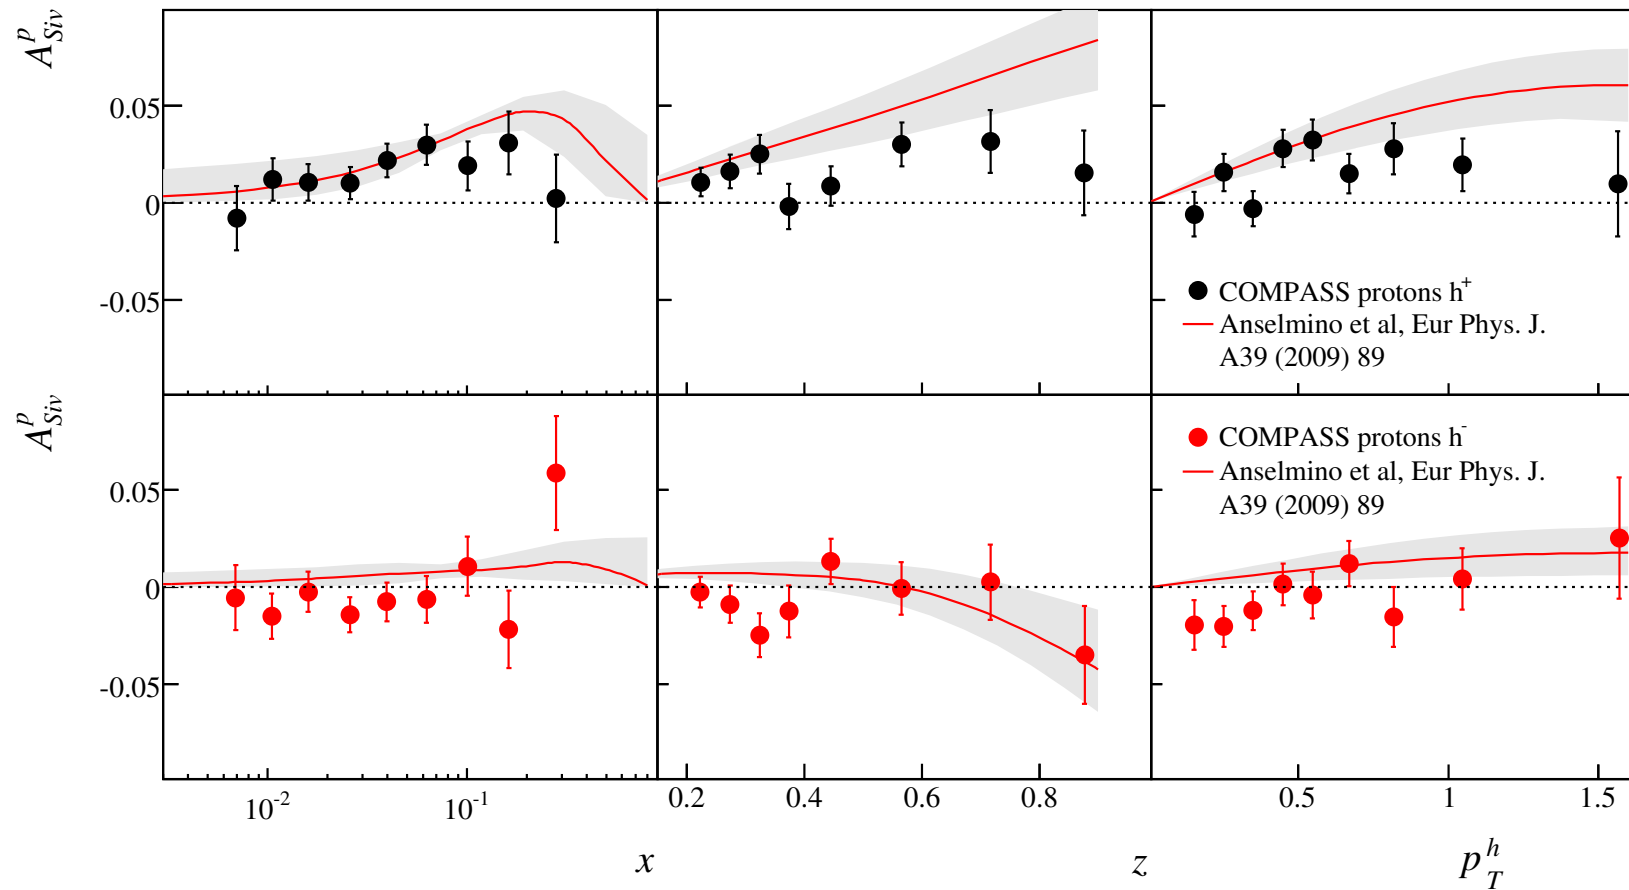 A^p_Siv
0.05
0
-0.05
COMPASS protons h⁺
Anselmino et al, Eur Phys. J.
A39 (2009) 89
A^p_Siv
0.05
0
-0.05
COMPASS protons h⁻
Anselmino et al, Eur Phys. J.
A39 (2009) 89
10⁻² 10⁻¹ 0.2 0.4 0.6 0.8 0.5 1 1.5
x z p_T^h